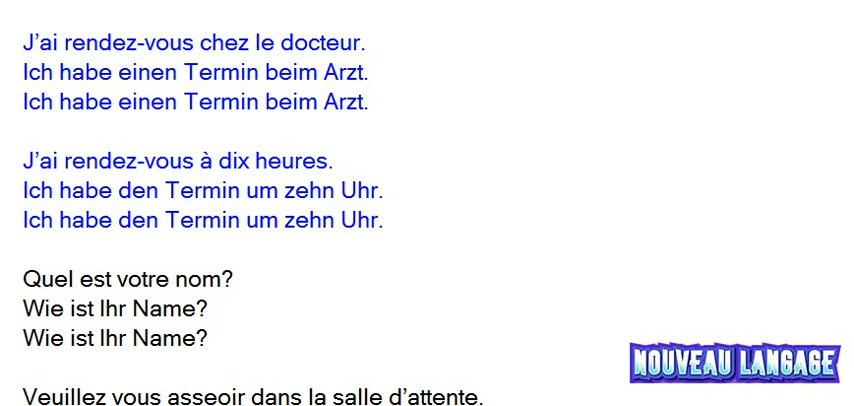 J’ai rendez-vous chez le docteur.
Ich habe einen Termin beim Arzt.
Ich habe einen Termin beim Arzt.
J’ai rendez-vous à dix heures.
Ich habe den Termin um zehn Uhr.
Ich habe den Termin um zehn Uhr.
Quel est votre nom?
Wie ist Ihr Name?
Wie ist Ihr Name?
NOUVEAU LANGAGE
Veuillez vous asseoir dans la salle d’attente.